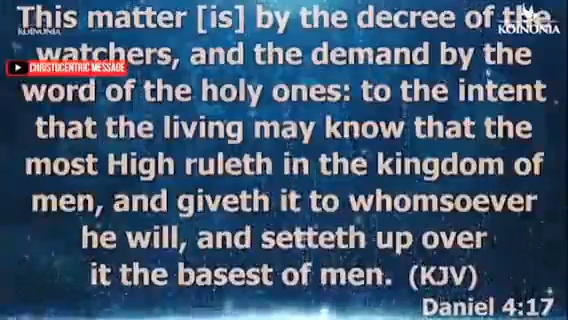 This matter [is] by the decree of the
KOINONIA
KOINONIA
watchers, and the demand by the
CHRISTOCENTRIC MESSAGE
word of the holy ones: to the intent
that the living may know that the
most High ruleth in the kingdom of
men, and giveth it to whomsoever
he will, and setteth up over
it the basest of men. (KJV)
Daniel 4:17